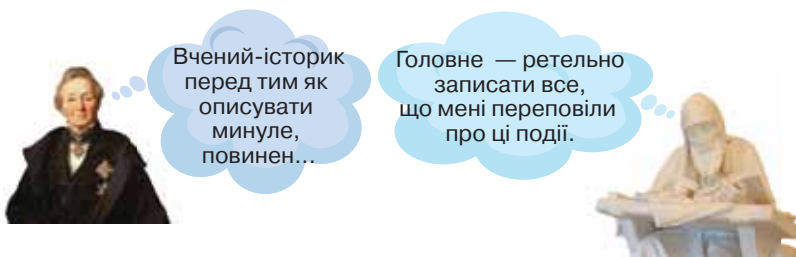 Вчений-історик
перед тим як
описувати
минуле,
повинен...
Головне — ретельно
записати все,
що мені переповіли
про ці події.